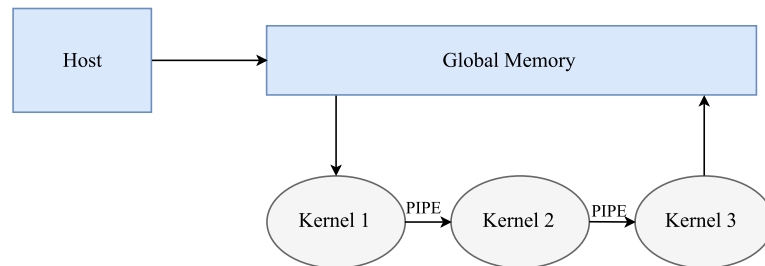 Host
Global Memory
Kernel 1
PIPE
Kernel 2
PIPE
Kernel 3